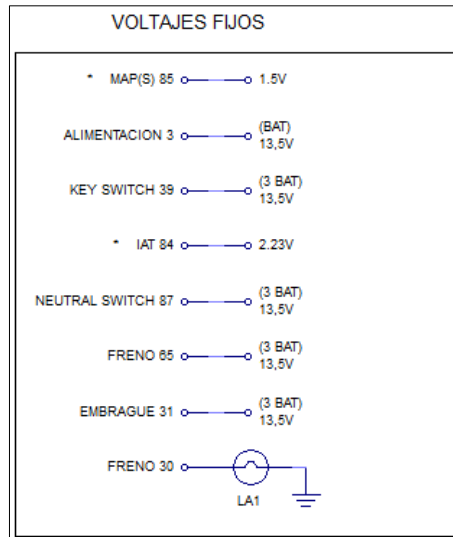 VOLTAJES FIJOS
* MAP(S) 85 1.5V
ALIMENTACION 3 (BAT)
13,5V
KEY SWITCH 39 (3 BAT)
13,5V
* IAT 84 2.23V
NEUTRAL SWITCH 87 (3 BAT)
13,5V
FRENO 65 (3 BAT)
13,5V
EMBRAGUE 31 (3 BAT)
13,5V
FRENO 30
LA1